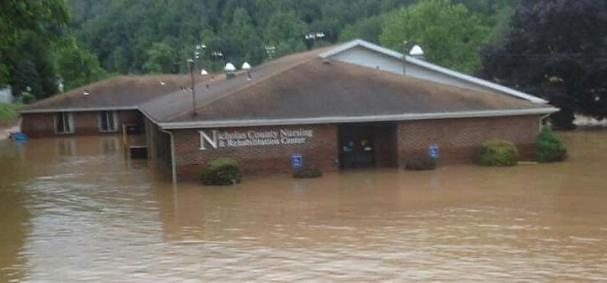 Nicholas County Nursing
& Rehabilitation Center